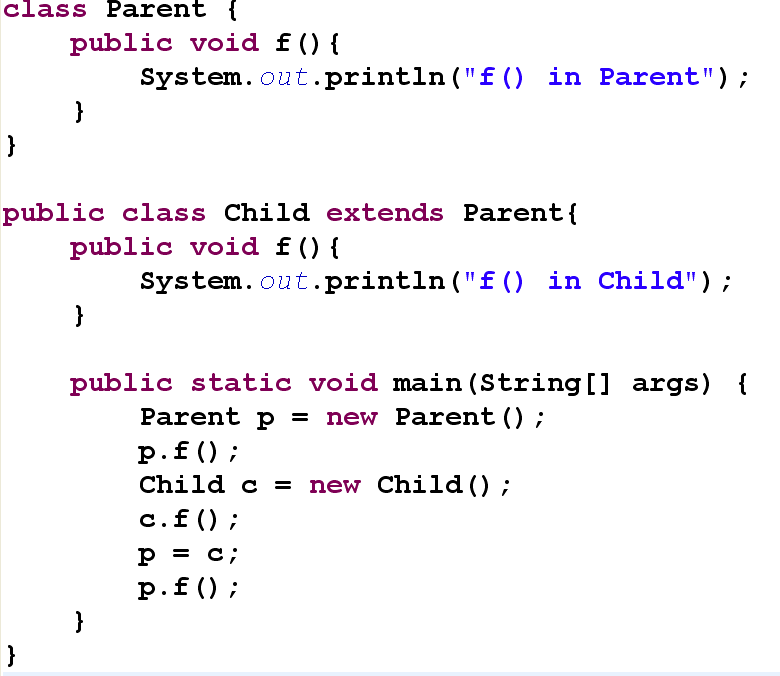 class Parent {
    public void f(){
        System.out.println("f() in Parent");
    }
}

public class Child extends Parent{
    public void f(){
        System.out.println("f() in Child");
    }

    public static void main(String[] args) {
        Parent p = new Parent();
        p.f();
        Child c = new Child();
        c.f();
        p = c;
        p.f();
    }
}